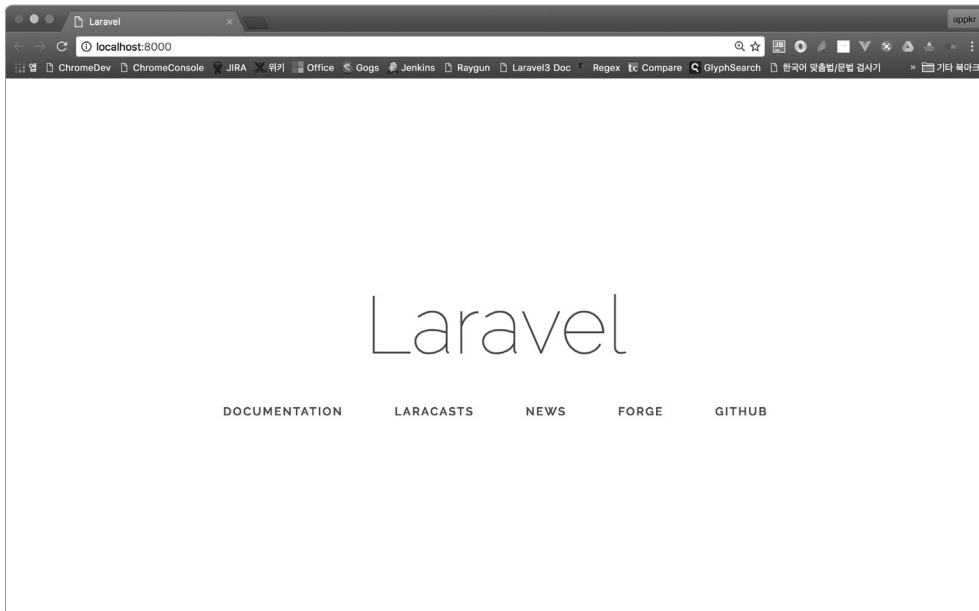 Laravel
appkr
localhost:8000
앱 ChromeDev ChromeConsole JIRA 위키 Office Gogs Jenkins Raygun Laravel3 Doc Regex tc Compare GlyphSearch 한국어 맞춤법/문법 검사기 » 기타 북마크
Laravel
DOCUMENTATION LARACASTS NEWS FORGE GITHUB